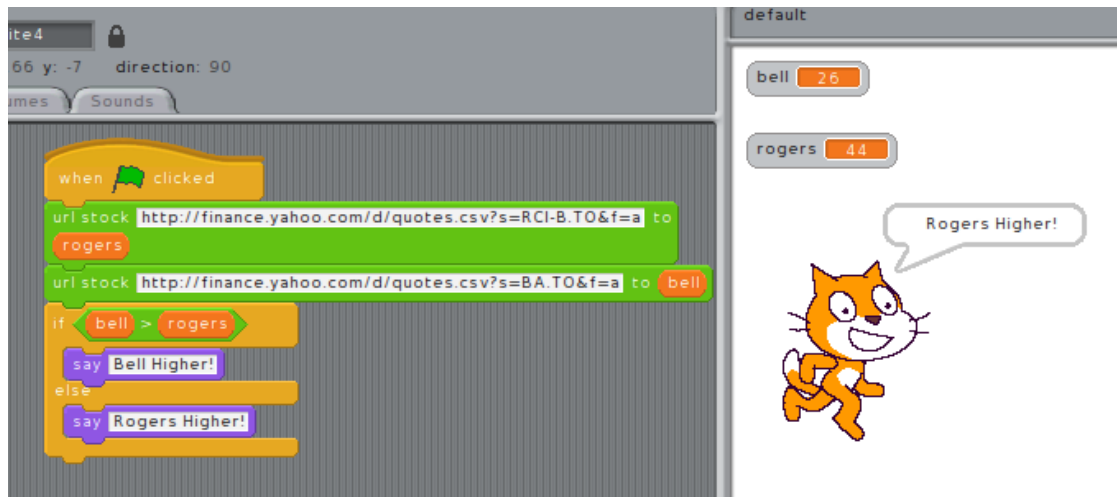 ite4
66 y: -7 direction: 90
umes Sounds
when clicked
url stock http://finance.yahoo.com/d/quotes.csv?s=RCI-B.TO&f=a to
rogers
url stock http://finance.yahoo.com/d/quotes.csv?s=BA.TO&f=a to bell
if bell > rogers
say Bell Higher!
else
say Rogers Higher!
default
bell 26
rogers 44
Rogers Higher!